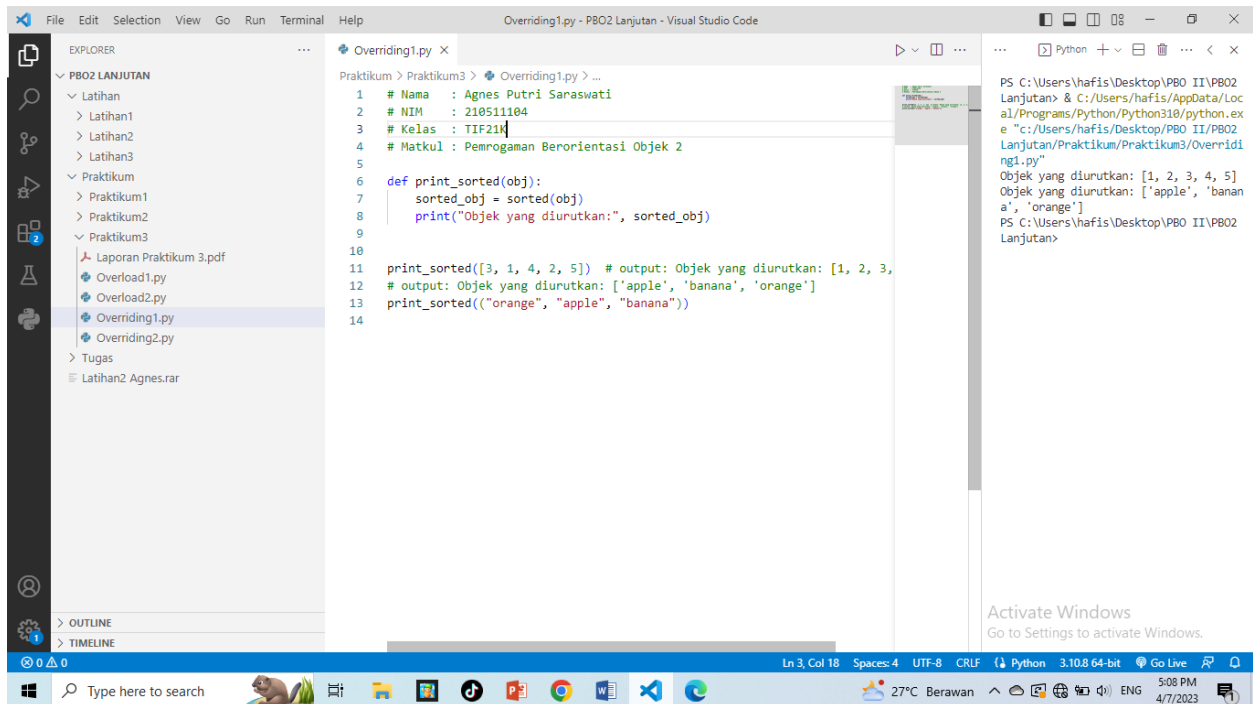 File Edit Selection View Go Run Terminal Help
Overriding1.py - PBO2 Lanjutan - Visual Studio Code
EXPLORER
PBO2 LANJUTAN
Latihan
Latihan1
Latihan2
Latihan3
Praktikum
Praktikum1
Praktikum2
Praktikum3
Laporan Praktikum 3.pdf
Overload1.py
Overload2.py
Overriding1.py
Overriding2.py
Tugas
Latihan2 Agnes.rar
OUTLINE
TIMELINE
2
1
Overriding1.py
Praktikum > Praktikum3 > Overriding1.py > ...
1 # Nama   : Agnes Putri Saraswati
2 # NIM    : 210511104
3 # Kelas  : TIF21K
4 # Matkul : Pemrogaman Berorientasi Objek 2
5
6 def print_sorted(obj):
7     sorted_obj = sorted(obj)
8     print("Objek yang diurutkan:", sorted_obj)
9
10
11 print_sorted([3, 1, 4, 2, 5])  # output: Objek yang diurutkan: [1, 2, 3,
12 # output: Objek yang diurutkan: ['apple', 'banana', 'orange']
13 print_sorted(("orange", "apple", "banana"))
14
Python
PS C:\Users\hafis\Desktop\PBO II\PBO2
Lanjutan> & C:/Users/hafis/AppData/Loc
al/Programs/Python/Python310/python.ex
e "c:/Users/hafis/Desktop/PBO II/PBO2
Lanjutan/Praktikum/Praktikum3/Overridi
ng1.py"
Objek yang diurutkan: [1, 2, 3, 4, 5]
Objek yang diurutkan: ['apple', 'banan
a', 'orange']
PS C:\Users\hafis\Desktop\PBO II\PBO2
Lanjutan>
Activate Windows
Go to Settings to activate Windows.
0 0
Ln 3, Col 18 Spaces: 4 UTF-8 CRLF Python 3.10.8 64-bit Go Live
Type here to search
27°C Berawan
ENG
5:08 PM
4/7/2023
1